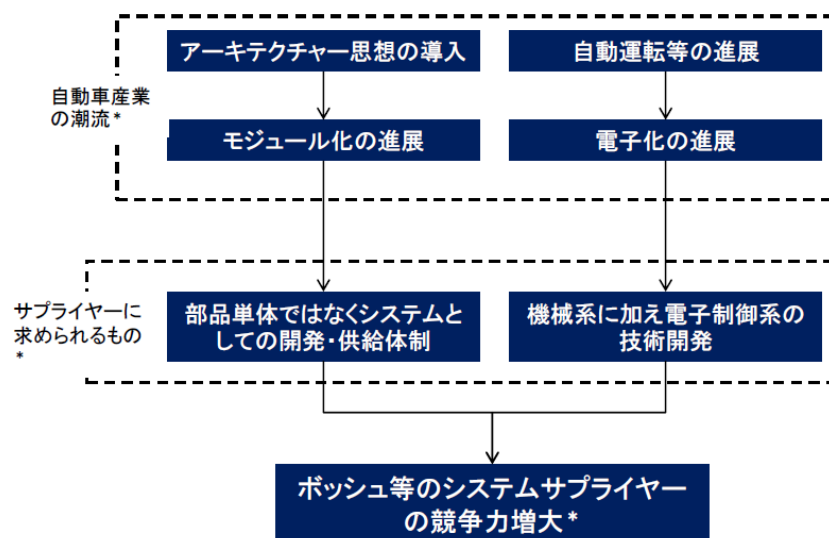 アーキテクチャー思想の導入
自動運転等の進展
自動車産業
の潮流*
モジュール化の進展
電子化の進展
サプライヤーに
求められるもの
*
部品単体ではなくシステムと
しての開発・供給体制
機械系に加え電子制御系の
技術開発
ボッシュ等のシステムサプライヤー
の競争力増大*